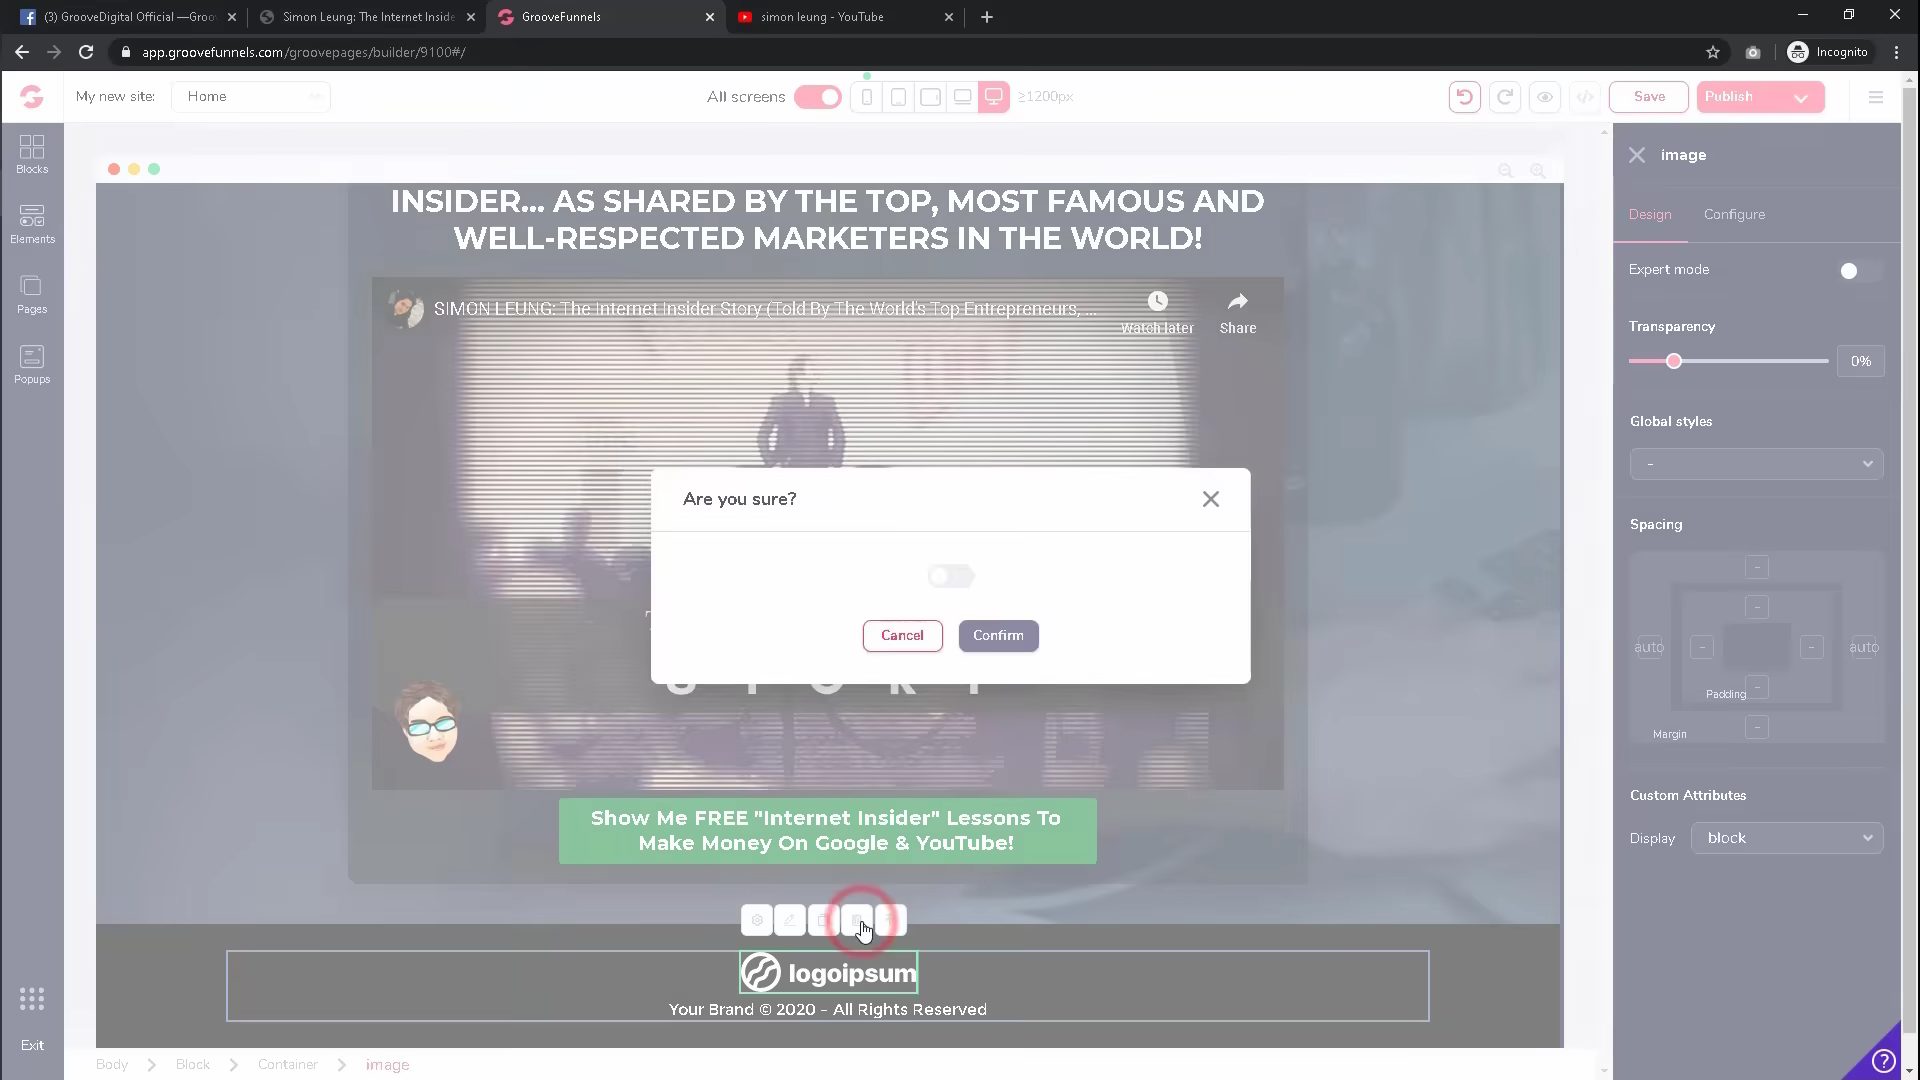 (3) GrooveDigital Official —Groov
Simon Leung: The Internet Inside
GrooveFunnels
simon leung - YouTube
app.groovefunnels.com/groovepages/builder/9100#/
Incognito
My new site:
Home
All screens
≥1200px
Save
Publish
Blocks
Elements
Pages
Popups
Exit
INSIDER... AS SHARED BY THE TOP, MOST FAMOUS AND
WELL-RESPECTED MARKETERS IN THE WORLD!
SIMON LEUNG: The Internet Insider Story (Told By The World's Top Entrepreneurs, ...
Watch later
Share
Are you sure?
Cancel
Confirm
Show Me FREE "Internet Insider" Lessons To
Make Money On Google & YouTube!
logoipsum
Your Brand © 2020 - All Rights Reserved
Body
Block
Container
image
image
Design
Configure
Expert mode
Transparency
0%
Global styles
-
Spacing
auto
auto
Padding
Margin
Custom Attributes
Display
block